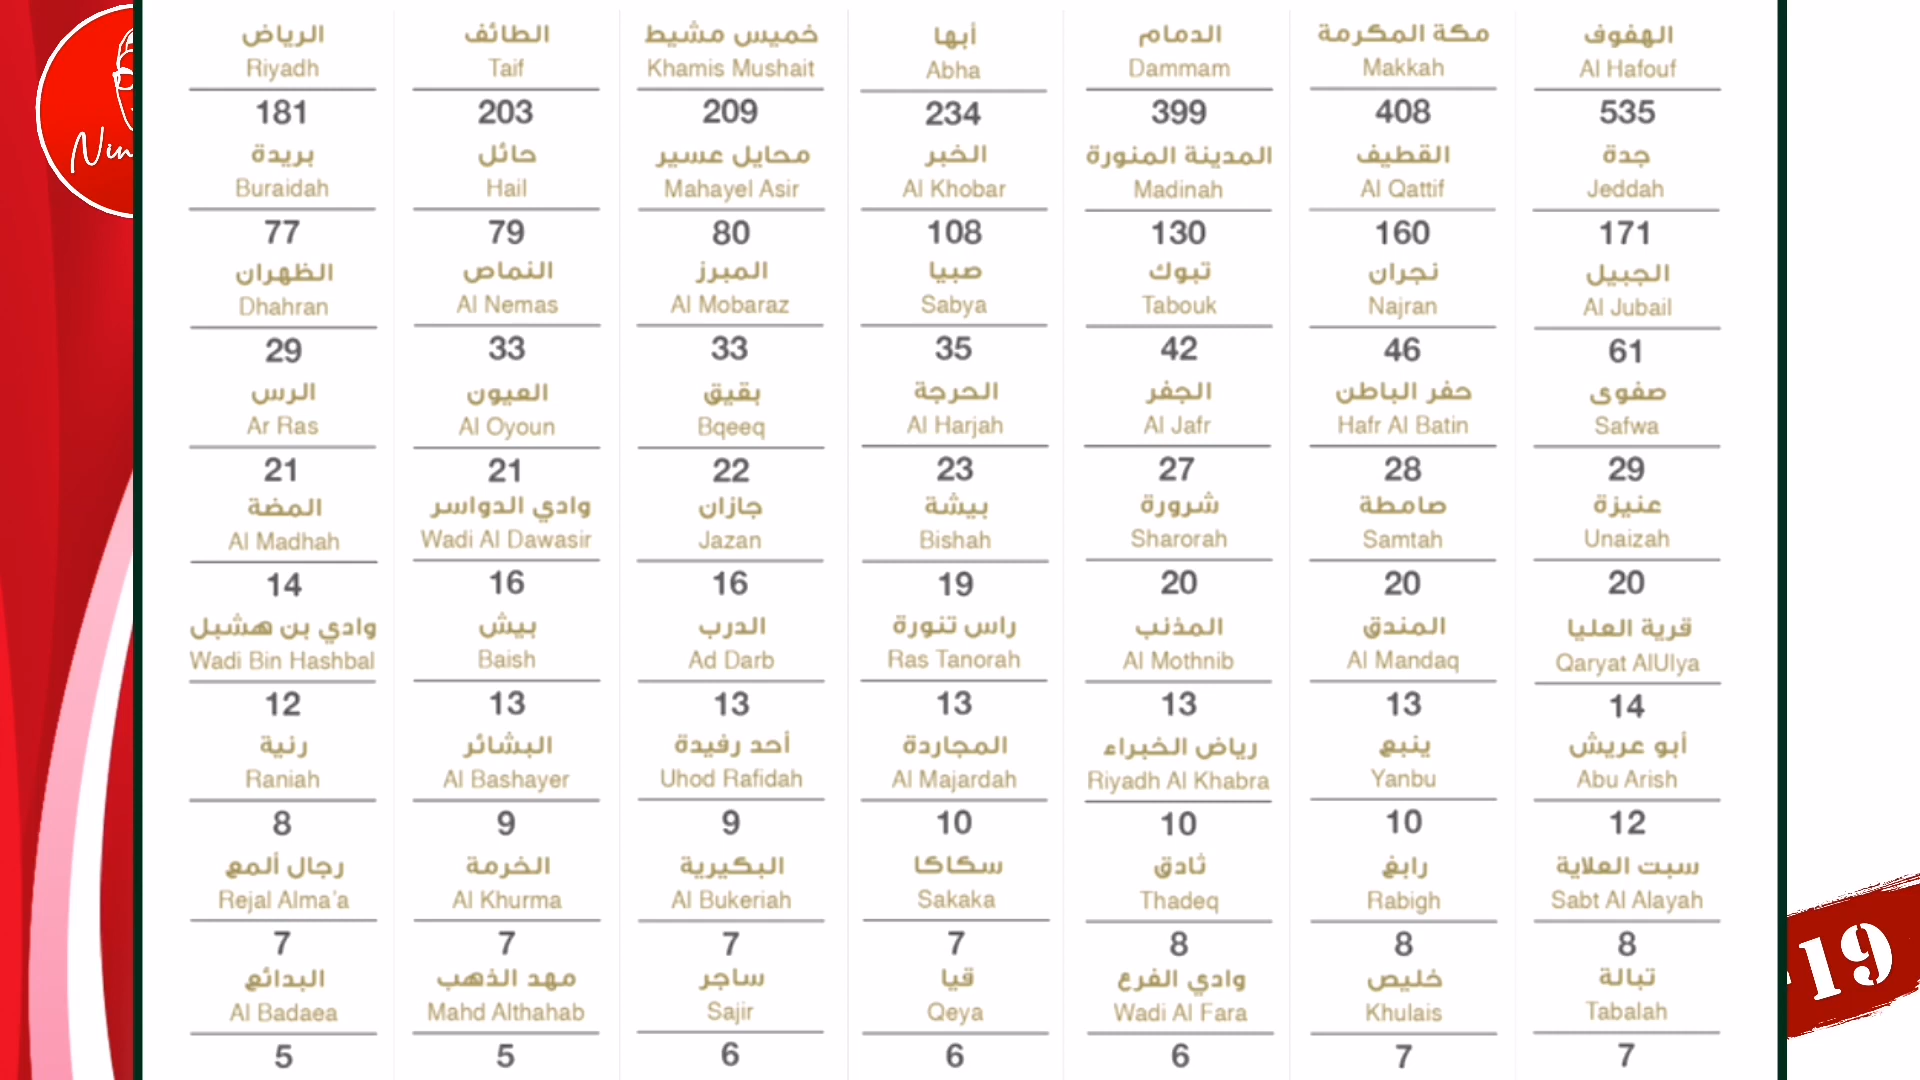 الرياض الطائف خميس مشيط أبها الدمام مكة المكرمة الهفوف
Riyadh Taif Khamis Mushait Abha Dammam Makkah Al Hafouf
181 203 209 234 399 408 535
بريدة حائل محايل عسير الخبر المدينة المنورة القطيف جدة
Buraidah Hail Mahayel Asir Al Khobar Madinah Al Qattif Jeddah
77 79 80 108 130 160 171
الظهران النماص المبرز صبيا تبوك نجران الجبيل
Dhahran Al Nemas Al Mobaraz Sabya Tabouk Najran Al Jubail
29 33 33 35 42 46 61
الرس العيون بقيق الحرجة الجفر حفر الباطن صفوى
Ar Ras Al Oyoun Bqeeq Al Harjah Al Jafr Hafr Al Batin Safwa
21 21 22 23 27 28 29
المضة وادي الدواسر جازان بيشة شرورة صامطة عنيزة
Al Madhah Wadi Al Dawasir Jazan Bishah Sharorah Samtah Unaizah
14 16 16 19 20 20 20
وادي بن هشبل بيش الدرب راس تنورة المذنب المندق قرية العليا
Wadi Bin Hashbal Baish Ad Darb Ras Tanorah Al Mothnib Al Mandaq Qaryat AlUlya
12 13 13 13 13 13 14
رنية البشائر أحد رفيدة المجاردة رياض الخبراء ينبع أبو عريش
Raniah Al Bashayer Uhod Rafidah Al Majardah Riyadh Al Khabra Yanbu Abu Arish
8 9 9 10 10 10 12
رجال ألمع الخرمة البكيرية سكاكا ثادق رابغ سبت العلاية
Rejal Alma'a Al Khurma Al Bukeriah Sakaka Thadeq Rabigh Sabt Al Alayah
7 7 7 7 8 8 8
البدائع مهد الذهب ساجر قيا وادي الفرع خليص تبالة
Al Badaea Mahd Althahab Sajir Qeya Wadi Al Fara Khulais Tabalah
5 5 6 6 6 7 7
Nin
-19